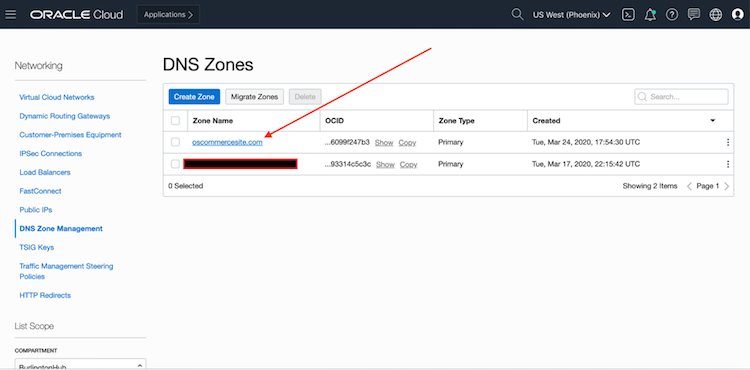 ORACLE Cloud Applications > US West (Phoenix)
Networking
Virtual Cloud Networks
Dynamic Routing Gateways
Customer-Premises Equipment
IPSec Connections
Load Balancers
FastConnect
Public IPs
DNS Zone Management
TSIG Keys
Traffic Management Steering
Policies
HTTP Redirects
List Scope
COMPARTMENT
BurlingtonHub
DNS Zones
Create Zone Migrate Zones Delete Search...
Zone Name OCID Zone Type Created
oscommercesite.com ...6099f247b3 Show Copy Primary Tue, Mar 24, 2020, 17:54:30 UTC
...93314c5c3c Show Copy Primary Tue, Mar 17, 2020, 22:15:42 UTC
0 Selected Showing 2 Items < Page 1 >